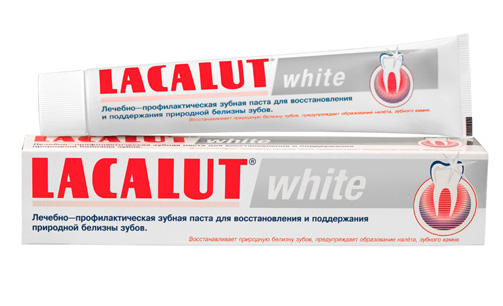 LACALUT® white
Лечебно–профилактическая зубная паста для восстановления
и поддержания природной белизны зубов.
Восстанавливает природную белизну зубов, предупреждает образование налёта, зубного камня.
LACALUT® white
Лечебно–профилактическая зубная паста для восстановления и поддержания
природной белизны зубов.
Восстанавливает природную белизну зубов, предупреждает образование налёта, зубного камня